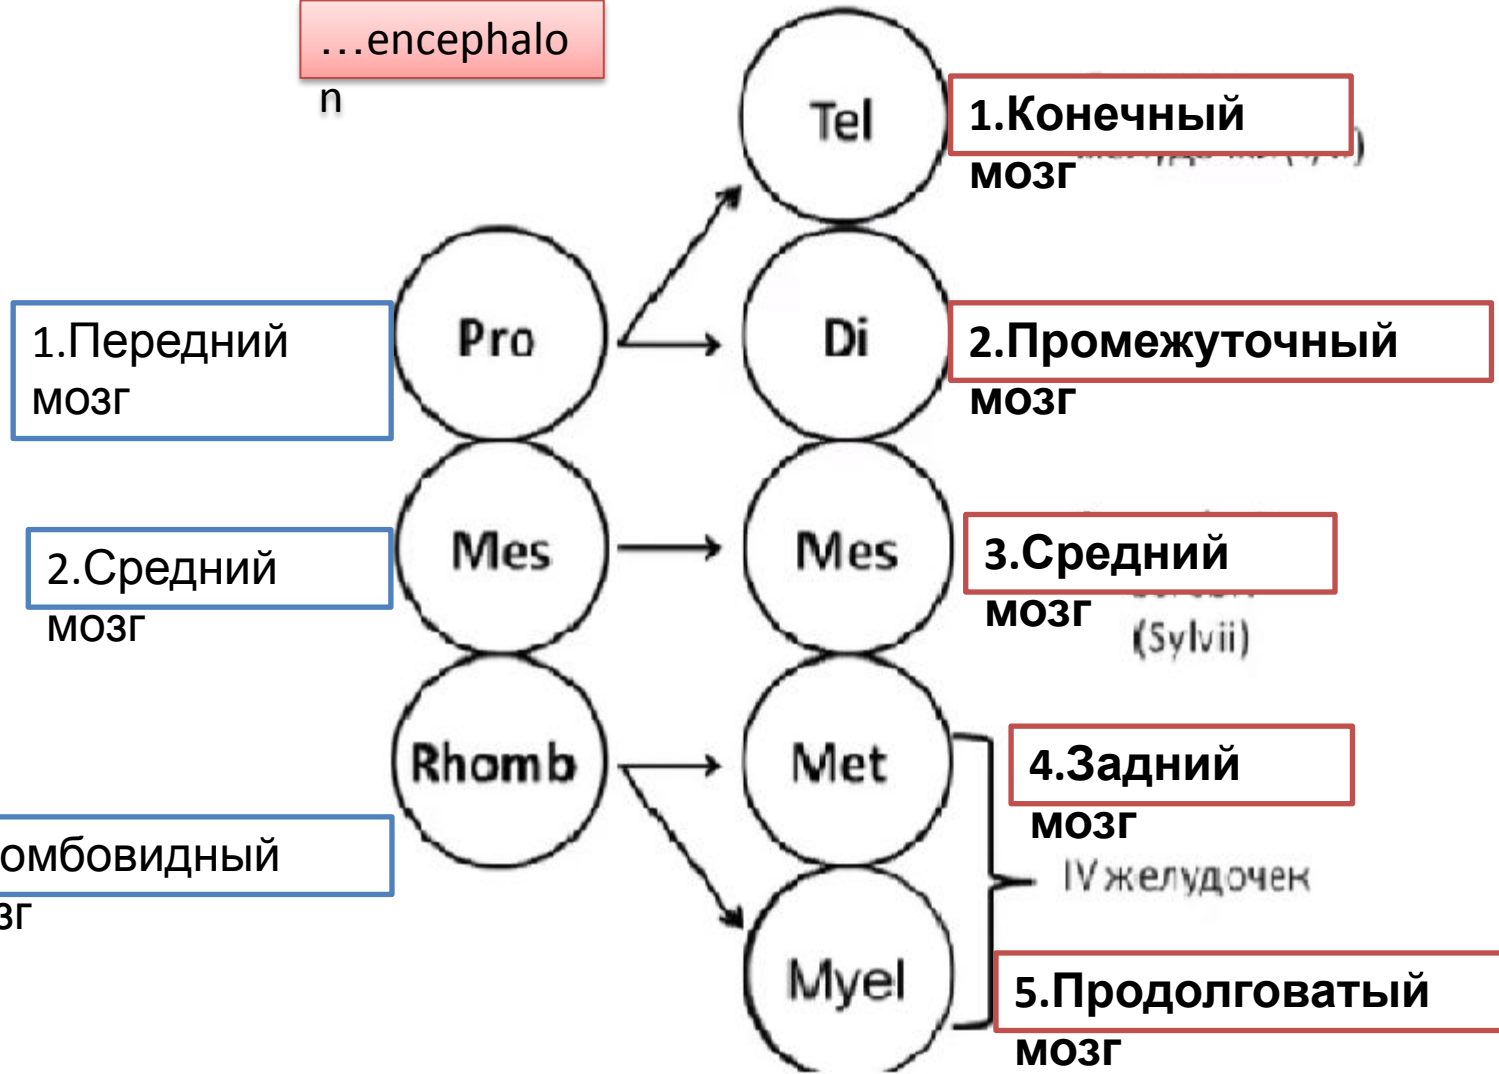 …encephalo
n
Tel
1.Конечный
мозг
Pro
Di
1.Передний
мозг
2.Промежуточный
мозг
Mes
Mes
2.Средний
мозг
3.Средний
мозг
(Sylvii)
Rhomb
Met
4.Задний
мозг
омбовидный
зг
IV желудочек
Myel
5.Продолговатый
мозг